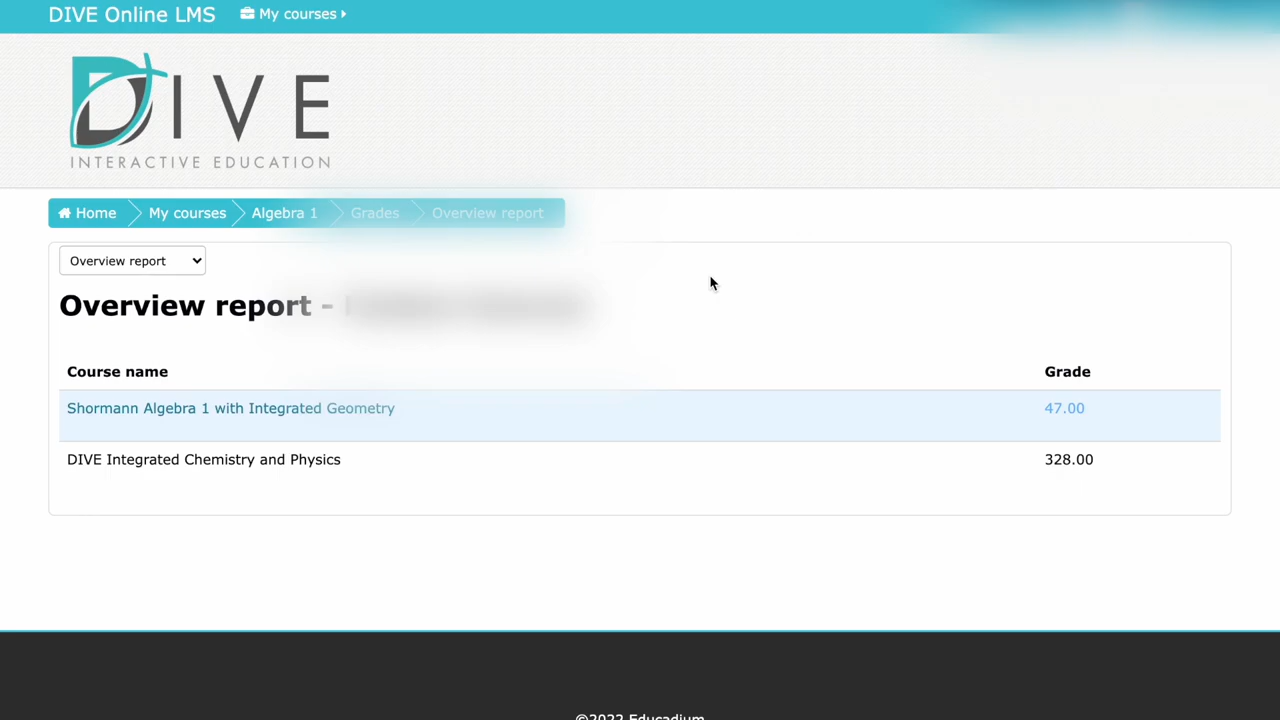 DIVE Online LMS My courses
DIVE
INTERACTIVE EDUCATION
Home My courses Algebra 1 Grades Overview report
Overview report
Overview report -
Course name Grade
Shormann Algebra 1 with Integrated Geometry 47.00
DIVE Integrated Chemistry and Physics 328.00
©2022 Educadium